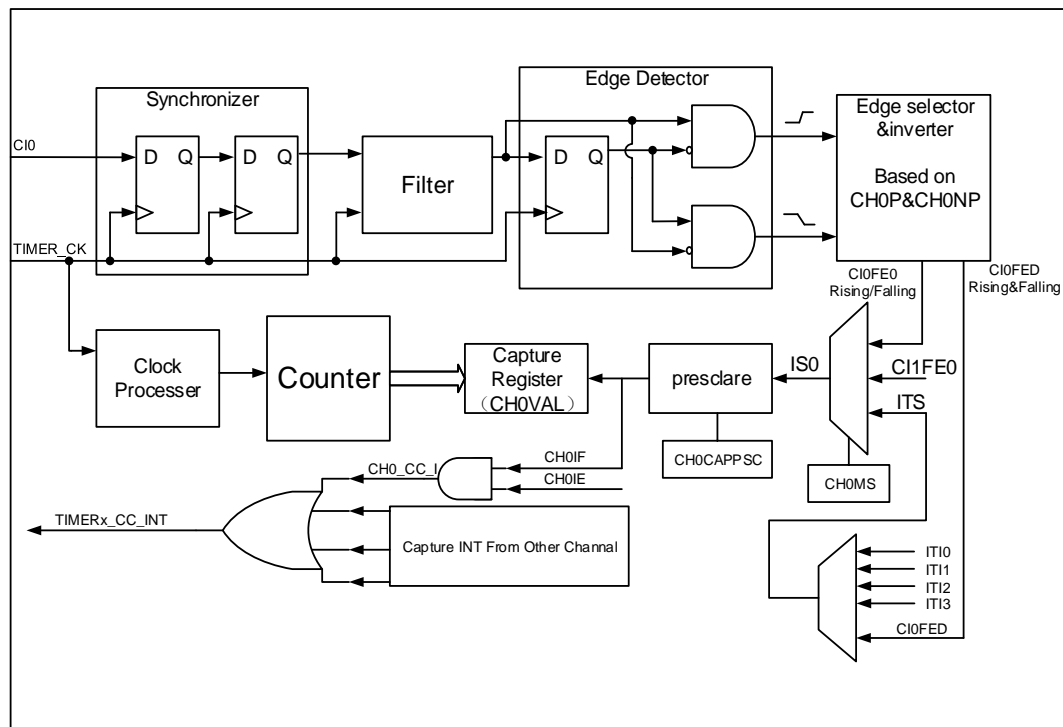 Edge Detector
Synchronizer
Edge selector
&inverter
Based on
CH0P&CH0NP
CI0
D Q
D Q
Filter
D Q
TIMER_CK
CI0FE0
Rising/Falling
CI0FED
Rising&Falling
Clock
Processer
Counter
Capture
Register
（CH0VAL）
presclare
IS0
CI1FE0
ITS
CH0CAPPSC
CH0MS
CH0_CC_I
CH0IF
CH0IE
TIMERx_CC_INT
Capture INT From Other Channel
ITI0
ITI1
ITI2
ITI3
CI0FED